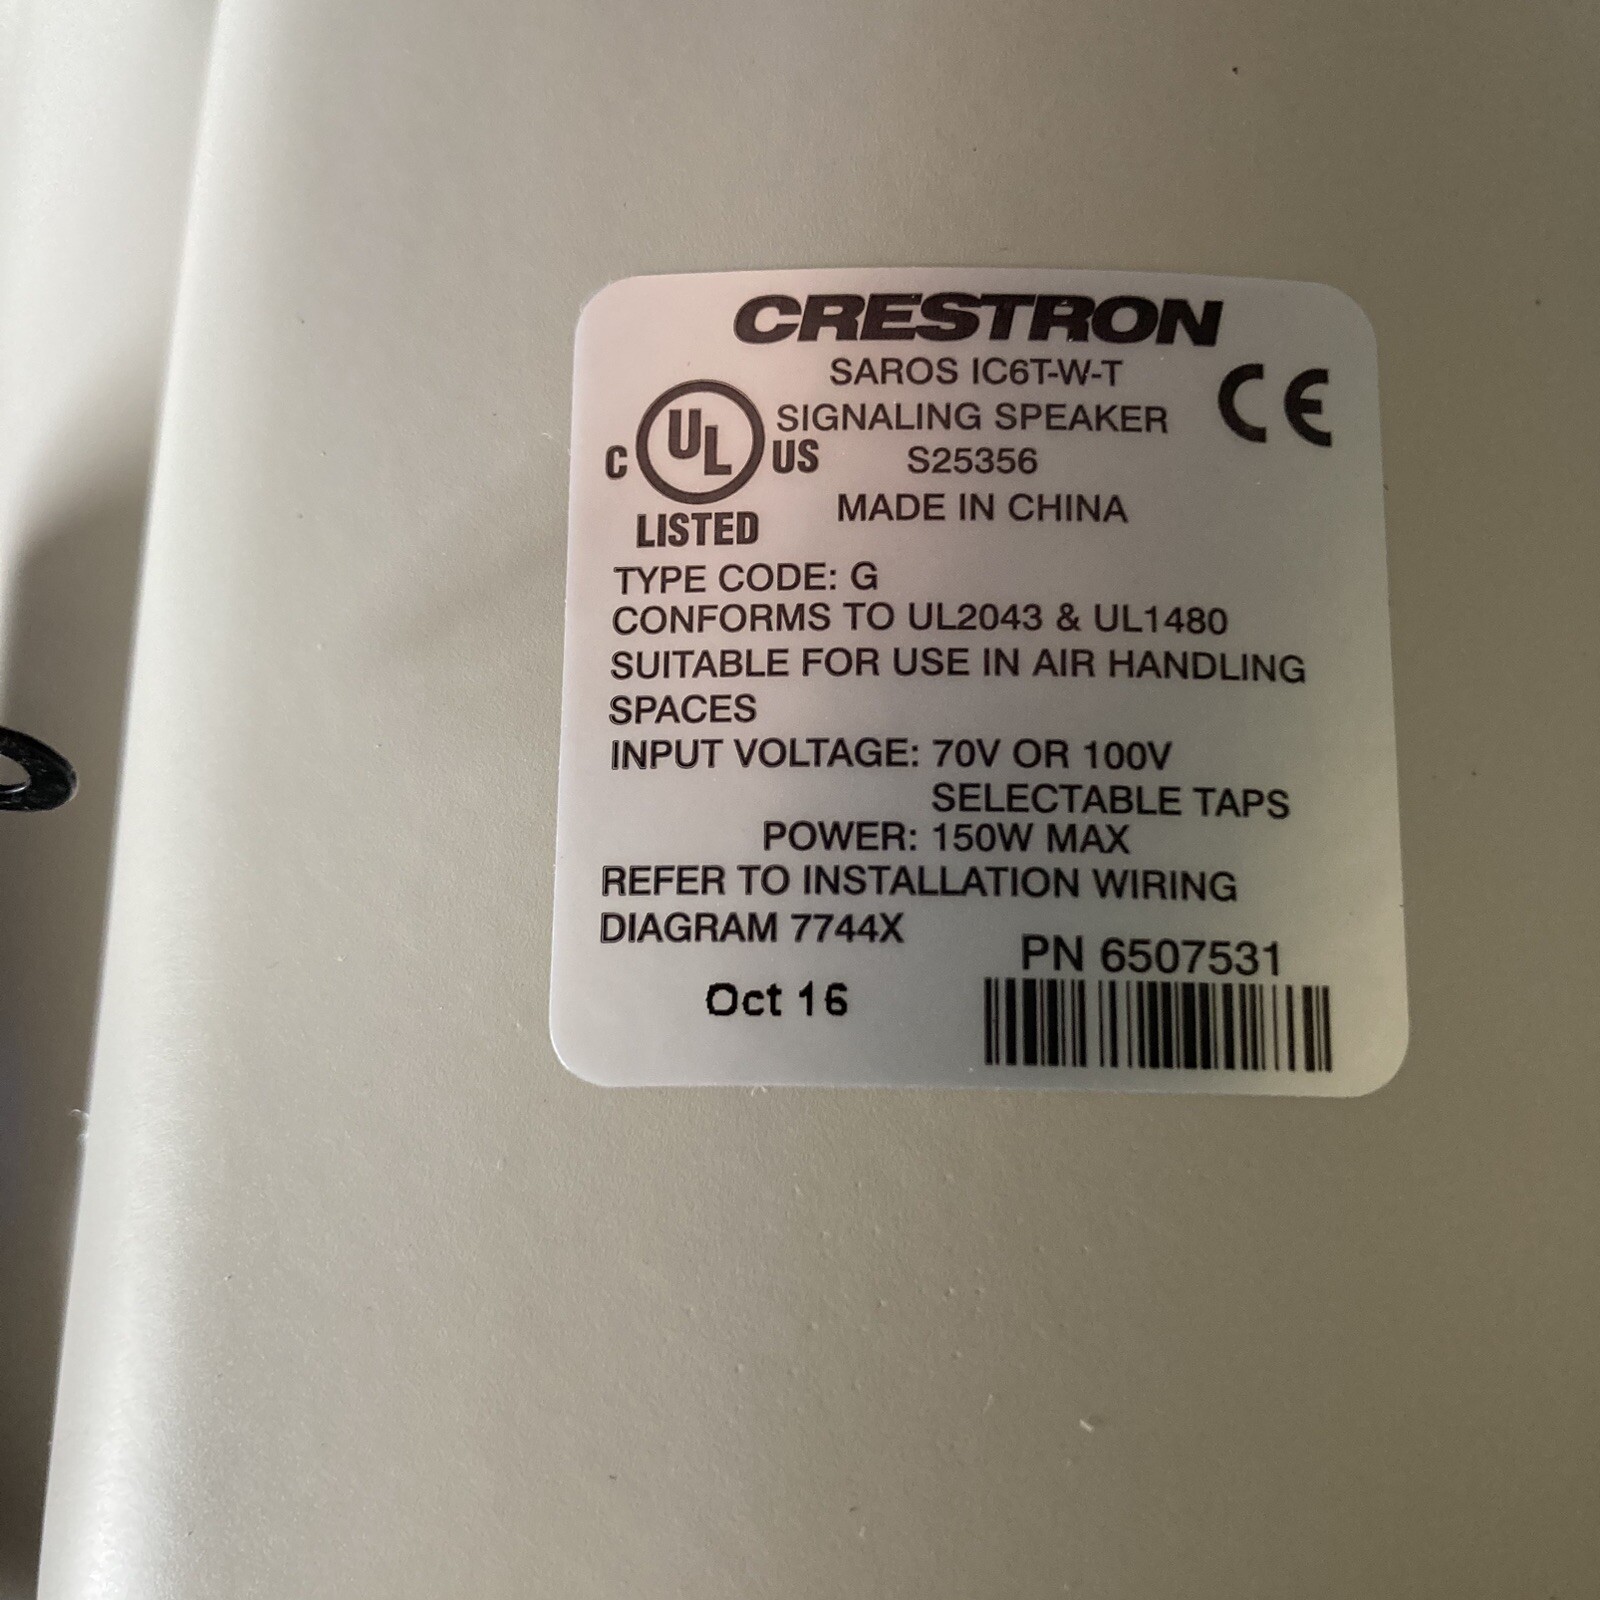 CRESTRON
SAROS IC6T-W-T
CE
SIGNALING SPEAKER
C UL US
S25356
LISTED
MADE IN CHINA
TYPE CODE: G
CONFORMS TO UL2043 & UL1480
SUITABLE FOR USE IN AIR HANDLING
SPACES
INPUT VOLTAGE: 70V OR 100V
SELECTABLE TAPS
POWER: 150W MAX
REFER TO INSTALLATION WIRING
DIAGRAM 7744X
PN 6507531
Oct 16